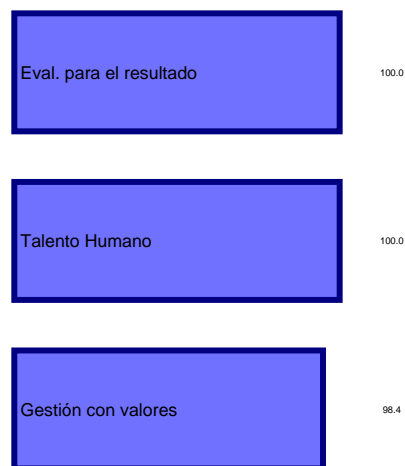 Eval. para el resultado 100.0
Talento Humano 100.0
Gestión con valores 98.4